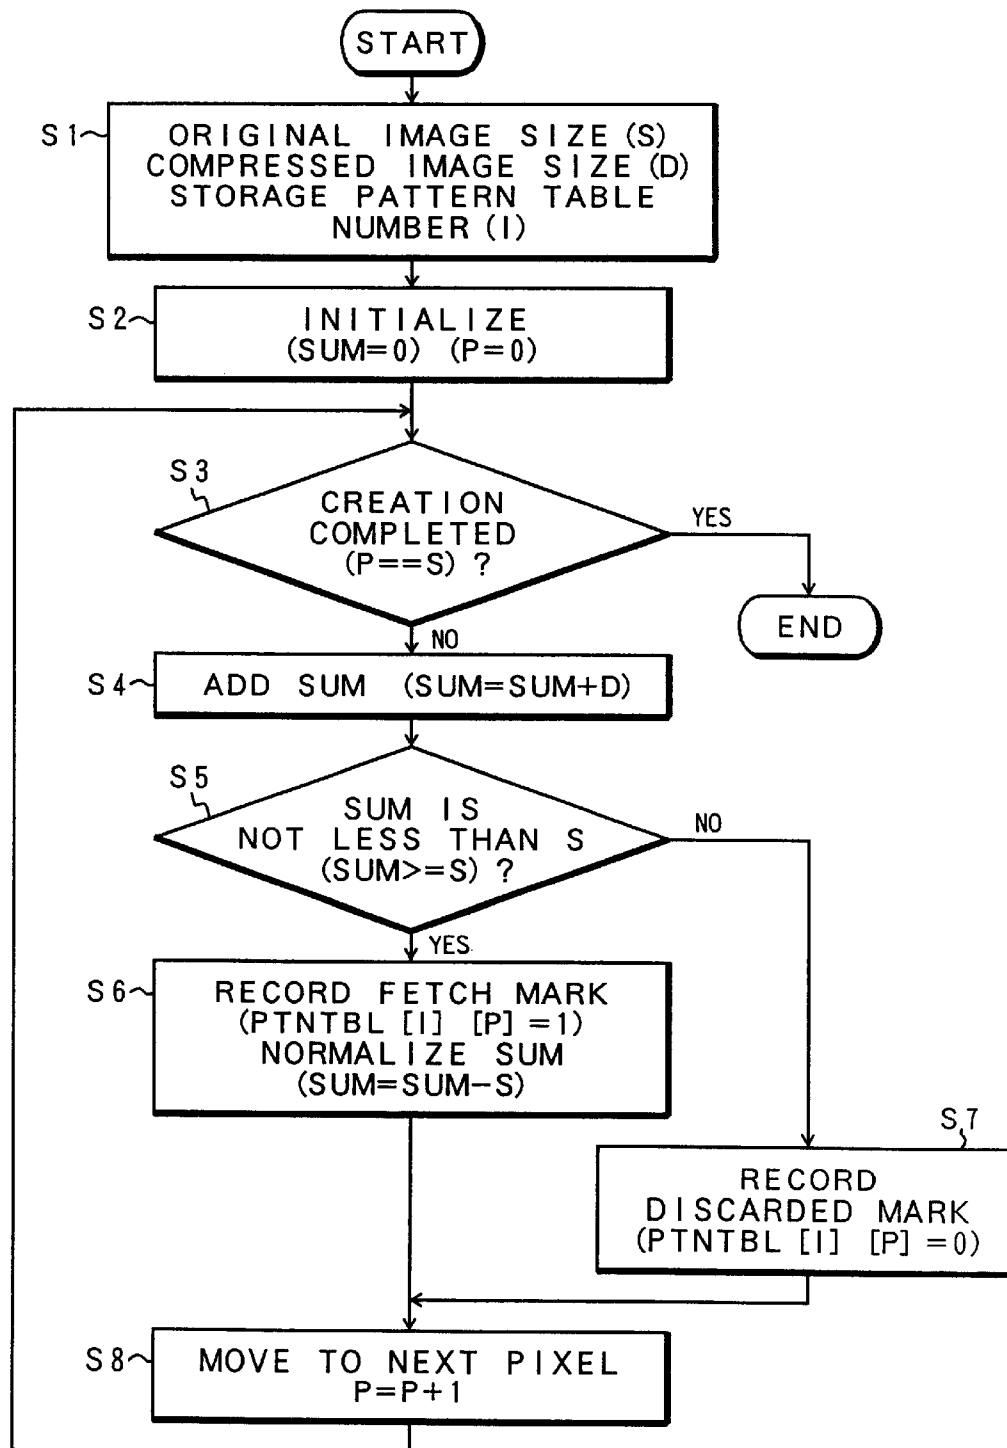 START
S1
ORIGINAL IMAGE SIZE (S)
COMPRESSED IMAGE SIZE (D)
STORAGE PATTERN TABLE
NUMBER (I)
S2
INITIALIZE
(SUM=0) (P=0)
S3
CREATION
COMPLETED
(P==S) ?
YES
END
NO
S4
ADD SUM (SUM=SUM+D)
S5
SUM IS
NOT LESS THAN S
(SUM>=S) ?
NO
YES
S6
RECORD FETCH MARK
(PTNTBL [I] [P] =1)
NORMALIZE SUM
(SUM=SUM-S)
S7
RECORD
DISCARDED MARK
(PTNTBL [I] [P] =0)
S8
MOVE TO NEXT PIXEL
P=P+1